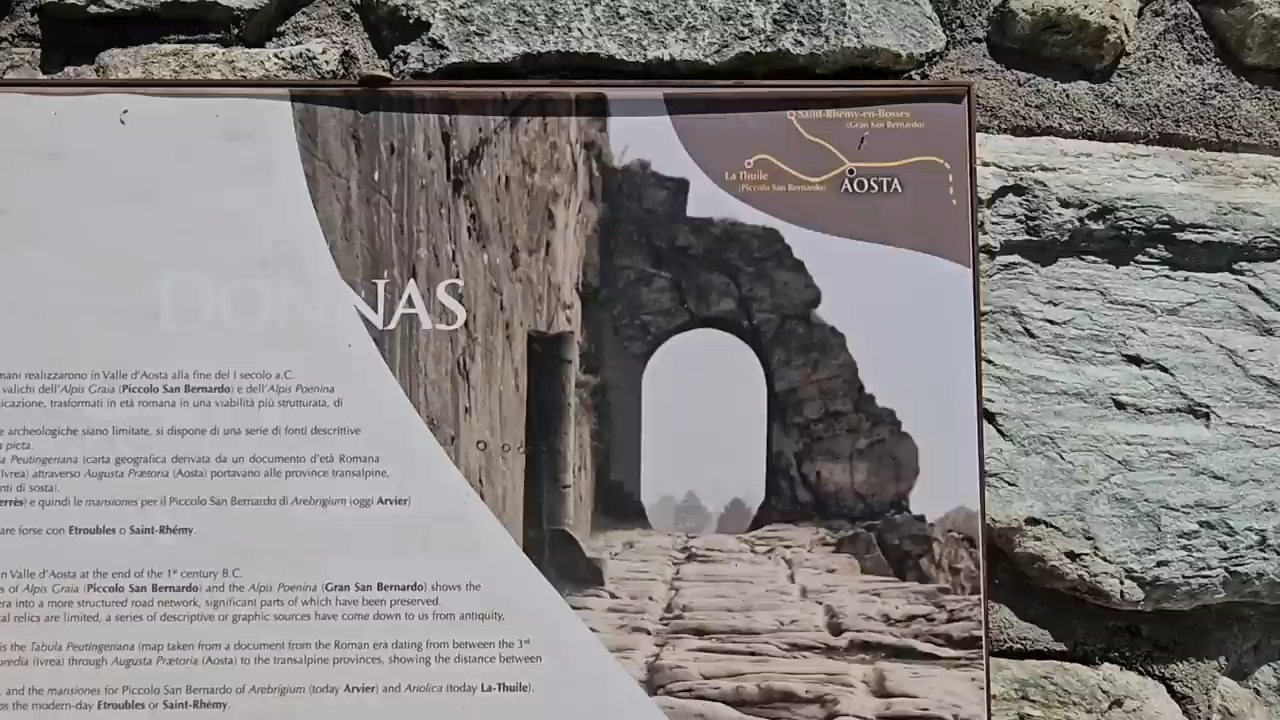 Saint-Rhémy-en-Bosses
(Gran San Bernardo)
La Thuile
(Piccolo San Bernardo)
AOSTA
DONNAS
mani realizzarono in Valle d'Aosta alla fine del I secolo a.C.
valichi dell'Alpis Graia (Piccolo San Bernardo) e dell'Alpis Poenina
icazione, trasformati in età romana in una viabilità più strutturata, di
e archeologiche siano limitate, si dispone di una serie di fonti descrittive
picta.
a Peutingeriana (carta geografica derivata da un documento d'età Romana
(Ivrea) attraverso Augusta Prætoria (Aosta) portavano alle province transalpine,
nti di sosta).
errès) e quindi le mansiones per il Piccolo San Bernardo di Arebrigium (oggi Arvier)
are forse con Etroubles o Saint-Rhémy.
n Valle d'Aosta at the end of the 1st century B.C.
s of Alpis Graia (Piccolo San Bernardo) and the Alpis Poenina (Gran San Bernardo) shows the
era into a more structured road network, significant parts of which have been preserved.
cal relics are limited, a series of descriptive or graphic sources have come down to us from antiquity,
is the Tabula Peutingeriana (map taken from a document from the Roman era dating from between the 3rd
oredia (Ivrea) through Augusta Prætoria (Aosta) to the transalpine provinces, showing the distance between
, and the mansiones for Piccolo San Bernardo of Arebrigium (today Arvier) and Ariolica (today La-Thuile).
os the modern-day Etroubles or Saint-Rhémy.